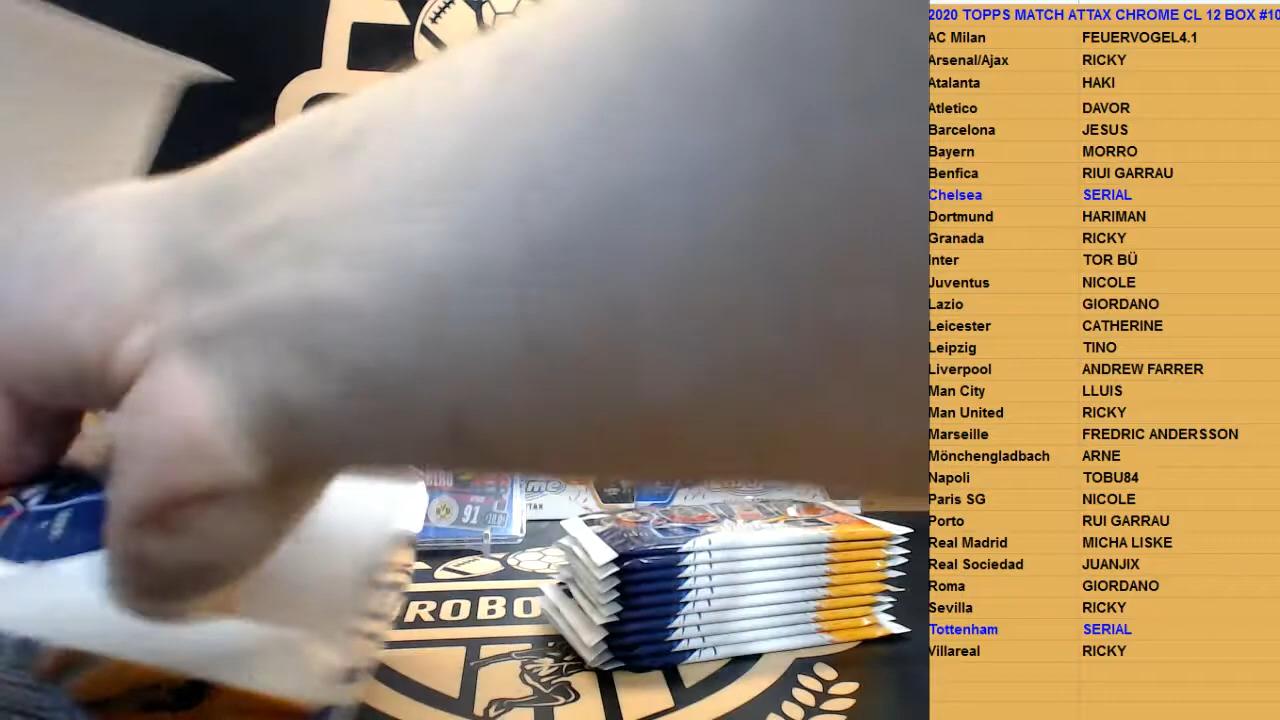 2020 TOPPS MATCH ATTAX CHROME CL 12 BOX #10
AC Milan FEUERVOGEL4.1
Arsenal/Ajax RICKY
Atalanta HAKI
Atletico DAVOR
Barcelona JESUS
Bayern MORRO
Benfica RIUI GARRAU
Chelsea SERIAL
Dortmund HARIMAN
Granada RICKY
Inter TOR BÜ
Juventus NICOLE
Lazio GIORDANO
Leicester CATHERINE
Leipzig TINO
Liverpool ANDREW FARRER
Man City LLUIS
Man United RICKY
Marseille FREDRIC ANDERSSON
Mönchengladbach ARNE
Napoli TOBU84
Paris SG NICOLE
Porto RUI GARRAU
Real Madrid MICHA LISKE
Real Sociedad JUANJIX
Roma GIORDANO
Sevilla RICKY
Tottenham SERIAL
Villareal RICKY
91
ROBO